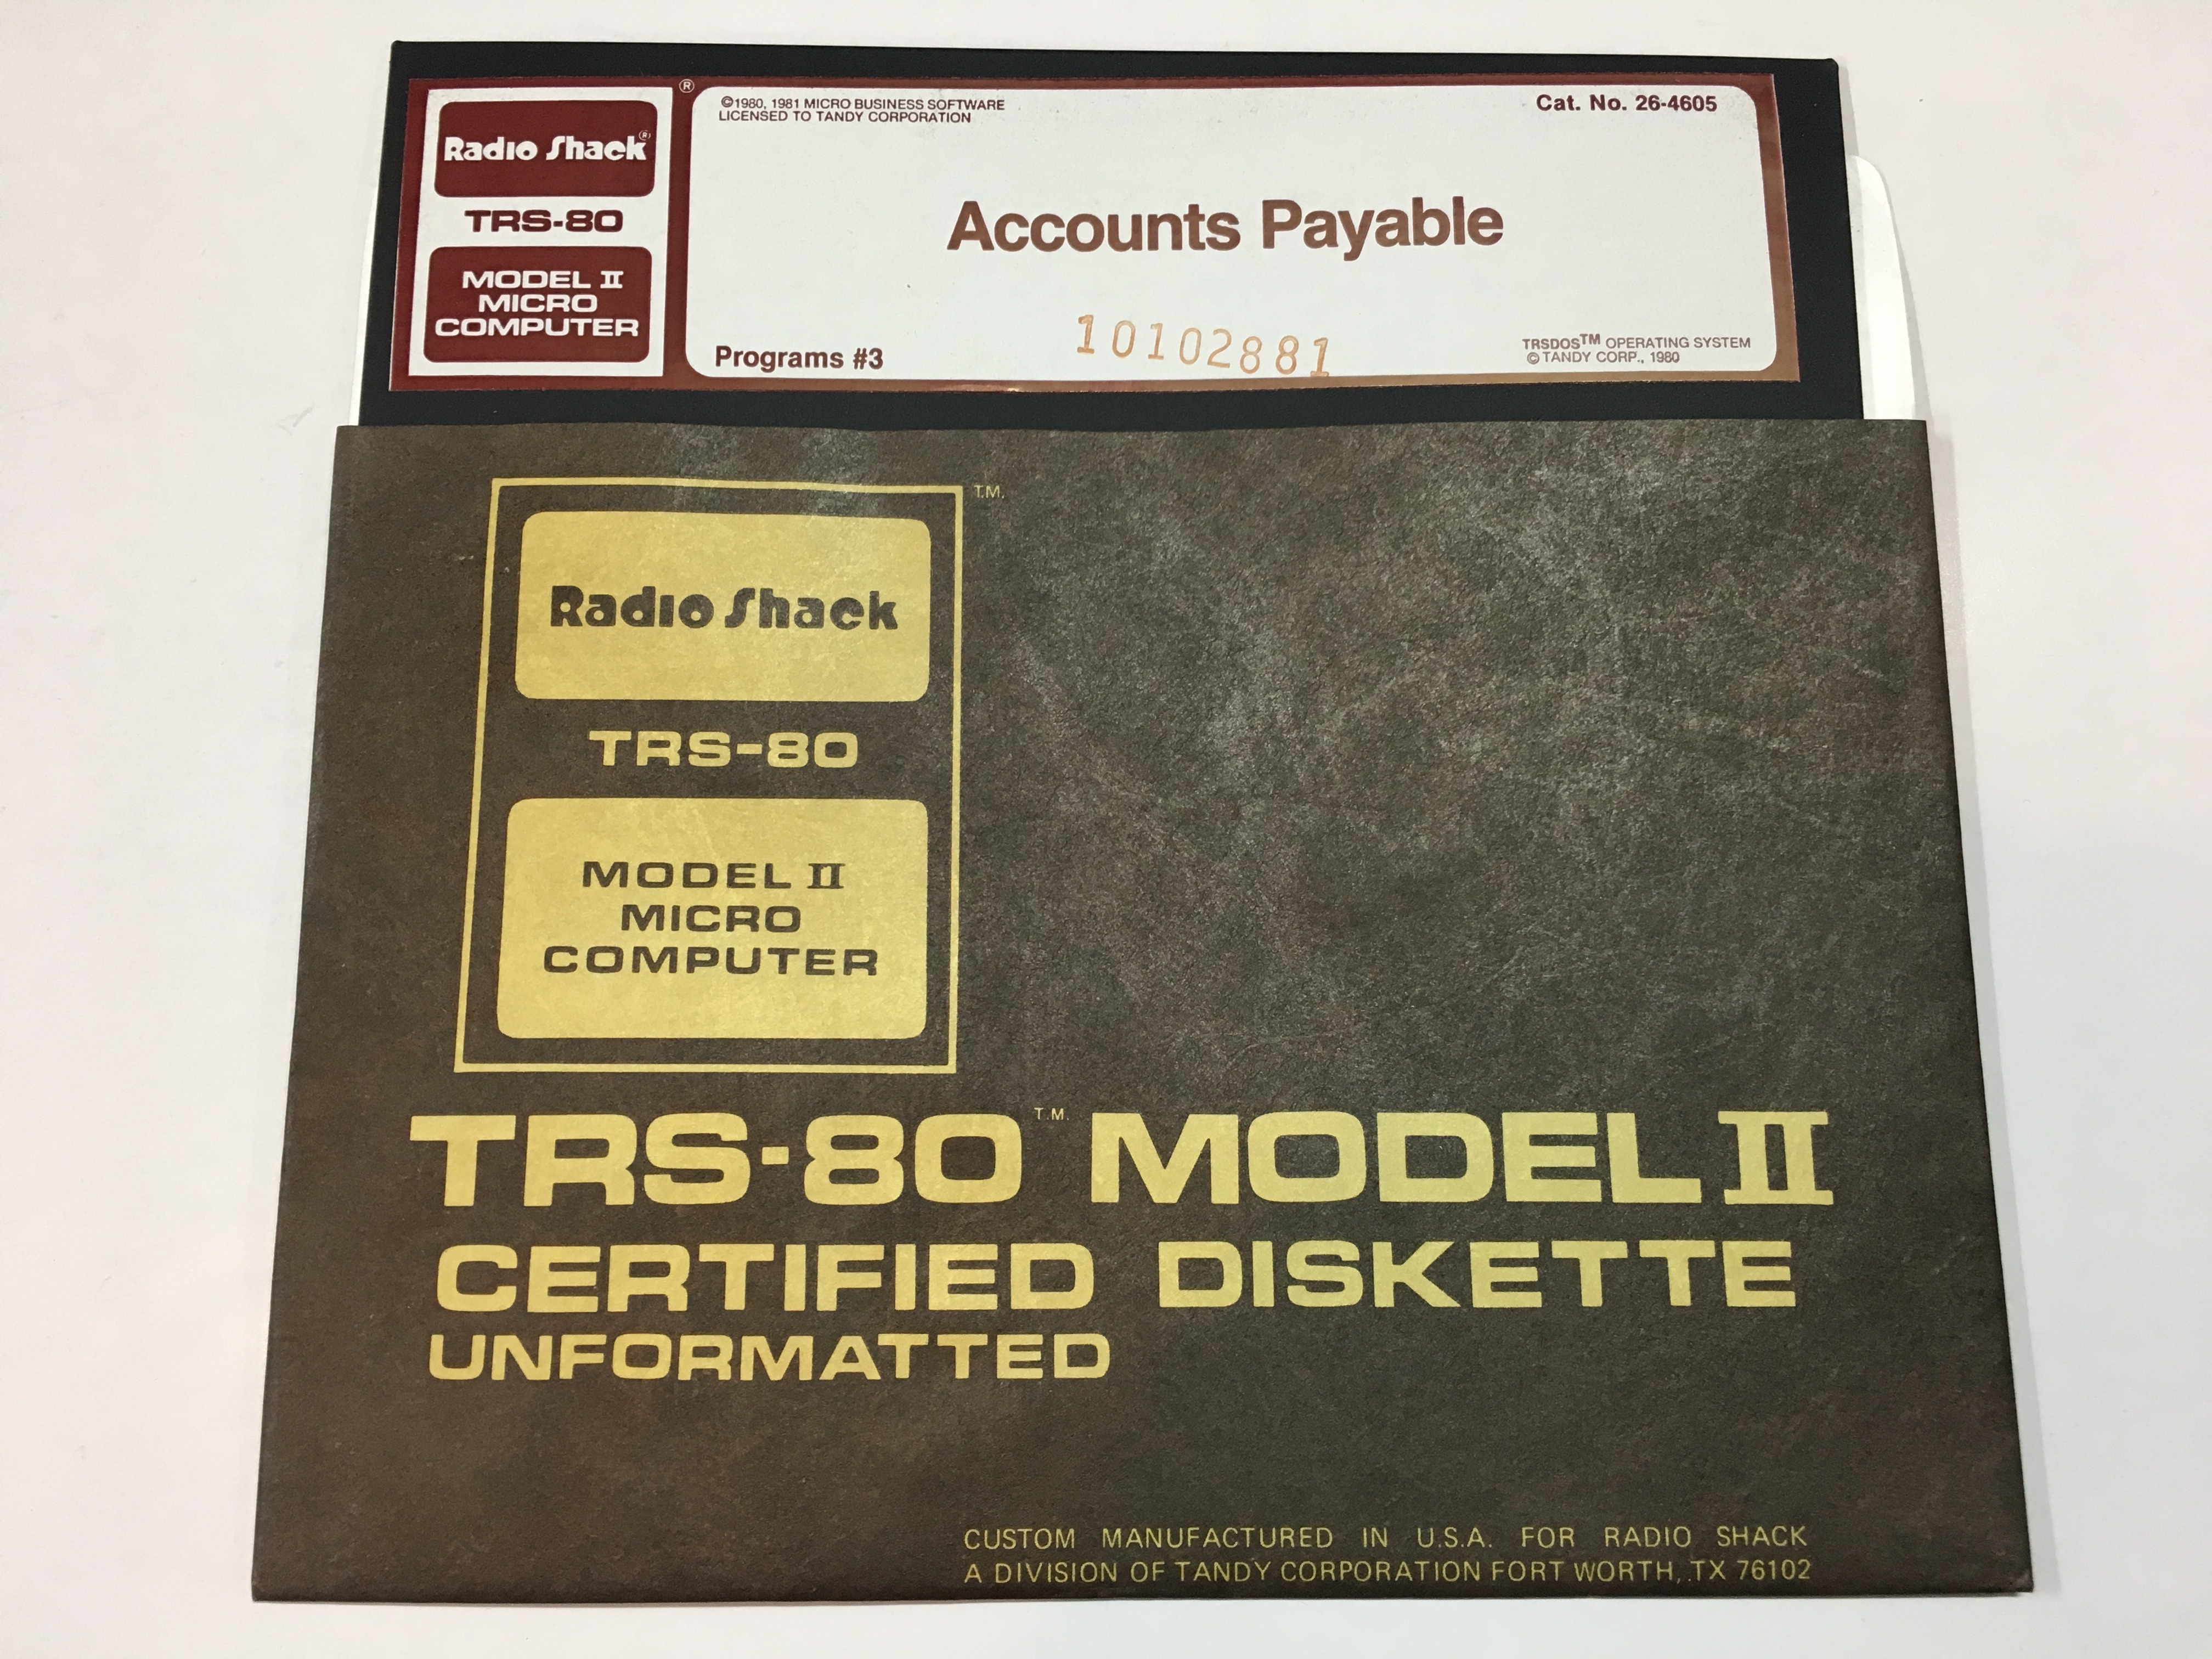 Radio Shack®
TRS-80
MODEL II
MICRO
COMPUTER
®
©1980, 1981 MICRO BUSINESS SOFTWARE
LICENSED TO TANDY CORPORATION
Cat. No. 26-4605
Accounts Payable
Programs #3
10102881
TRSDOS™ OPERATING SYSTEM
© TANDY CORP., 1980
T.M.
Radio Shack
TRS-80
MODEL II
MICRO
COMPUTER
TRS-80 T.M. MODEL II
CERTIFIED DISKETTE
UNFORMATTED
CUSTOM MANUFACTURED IN U.S.A. FOR RADIO SHACK
A DIVISION OF TANDY CORPORATION FORT WORTH, TX 76102